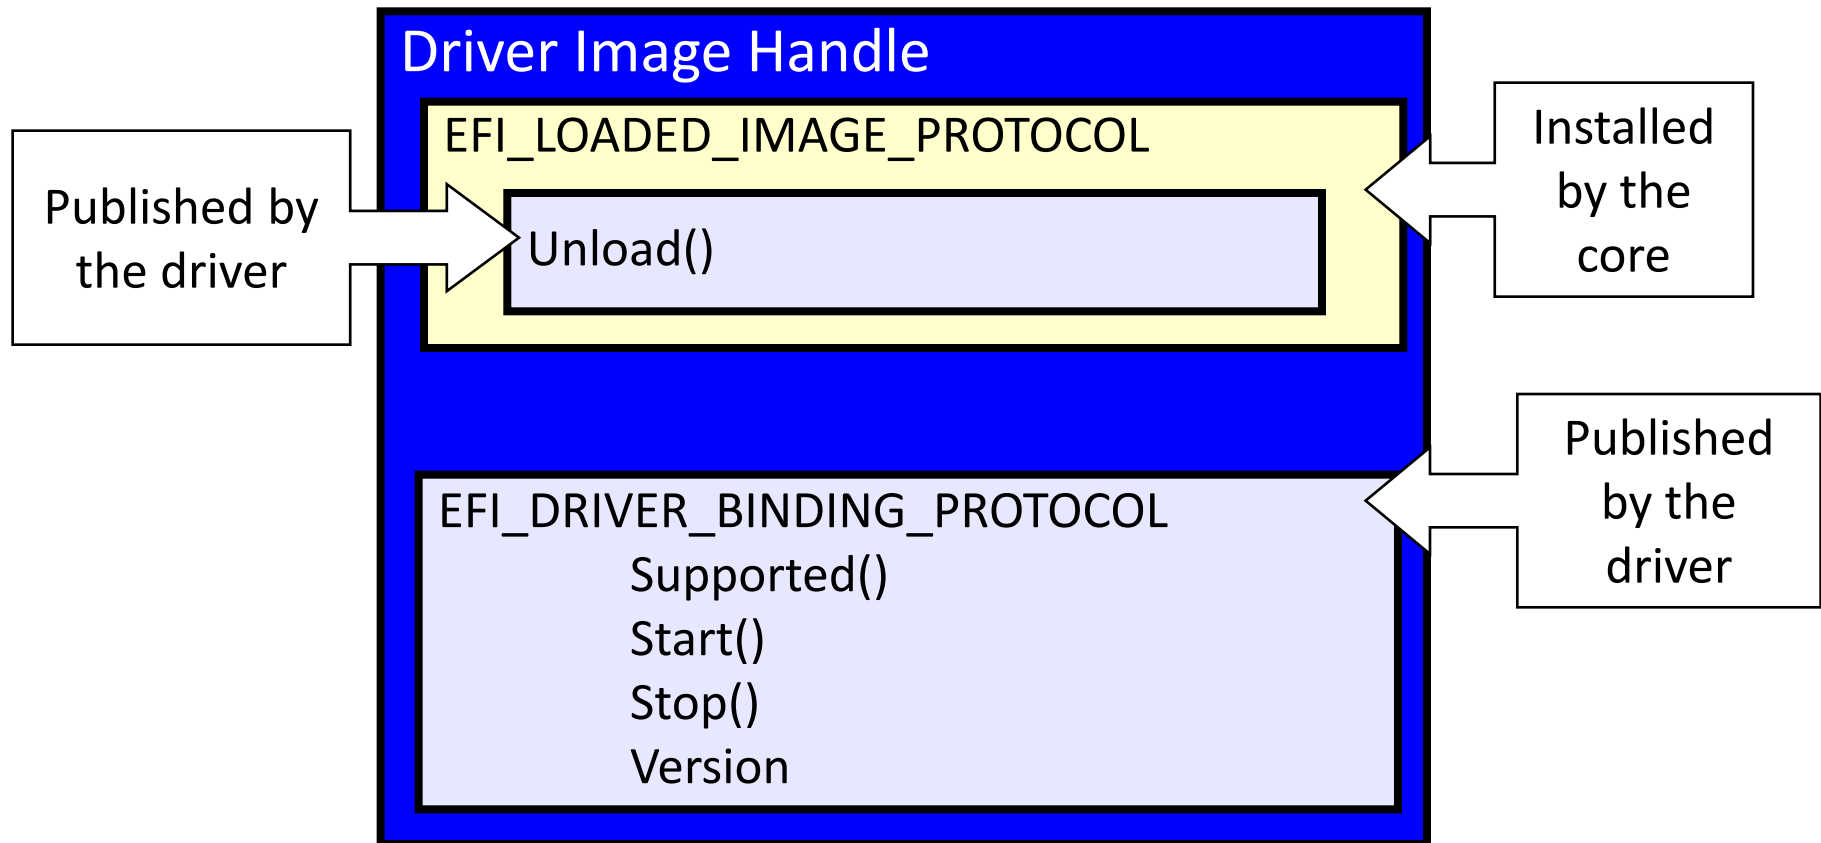 Driver Image Handle
EFI_LOADED_IMAGE_PROTOCOL
Installed
by the
core
Published by
the driver
Unload()
Published
by the
driver
EFI_DRIVER_BINDING_PROTOCOL
Supported()
Start()
Stop()
Version